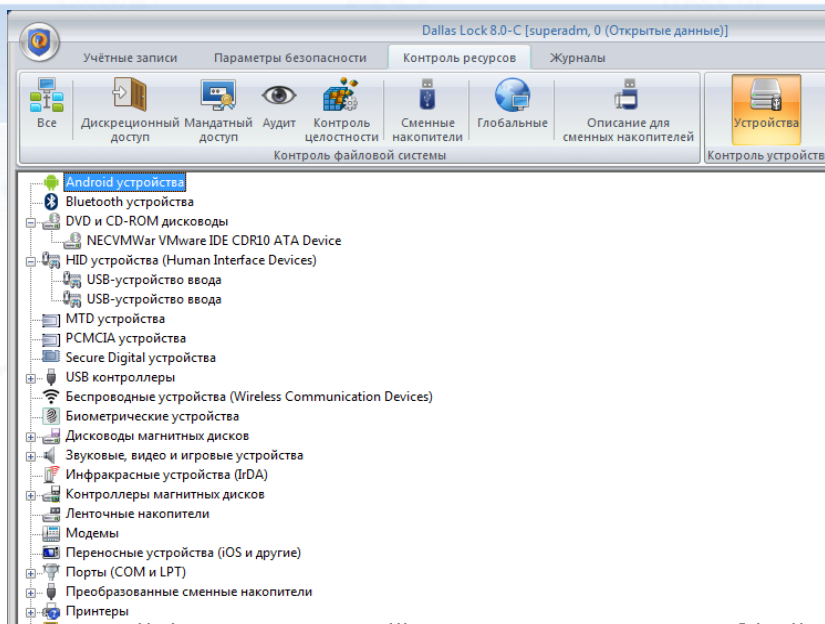 Dallas Lock 8.0-C [superadm, 0 (Открытые данные)]
Учётные записи
Параметры безопасности
Контроль ресурсов
Журналы
Все
Дискреционный доступ
Мандатный доступ
Аудит
Контроль целостности
Сменные накопители
Глобальные
Описание для сменных накопителей
Устройства
Контроль файловой системы
Контроль устройств
Android устройства
Bluetooth устройства
DVD и CD-ROM дисководы
NECVMWar VMware IDE CDR10 ATA Device
HID устройства (Human Interface Devices)
USB-устройство ввода
USB-устройство ввода
MTD устройства
PCMCIA устройства
Secure Digital устройства
USB контроллеры
Беспроводные устройства (Wireless Communication Devices)
Биометрические устройства
Дисководы магнитных дисков
Звуковые, видео и игровые устройства
Инфракрасные устройства (IrDA)
Контроллеры магнитных дисков
Ленточные накопители
Модемы
Переносные устройства (iOS и другие)
Порты (COM и LPT)
Преобразованные сменные накопители
Принтеры